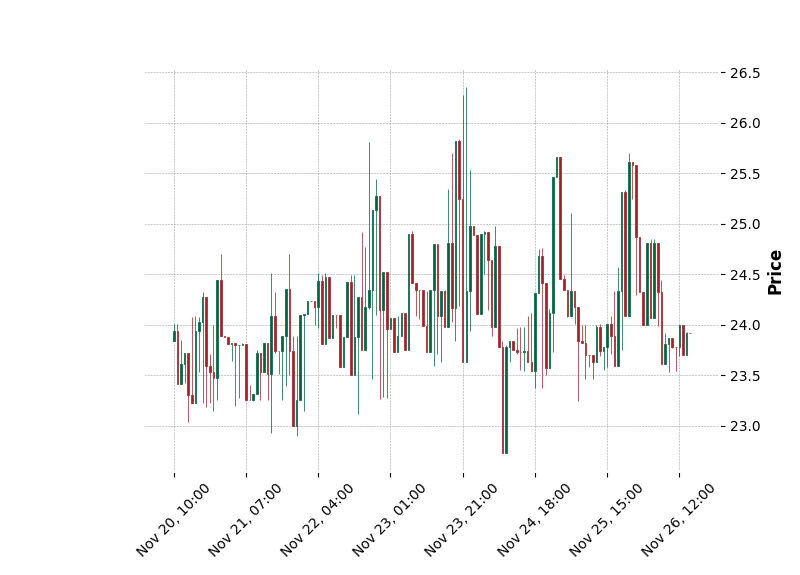 26.5
26.0
25.5
25.0
24.5
24.0
23.5
23.0
Price
Nov 20, 10:00
Nov 21, 07:00
Nov 22, 04:00
Nov 23, 01:00
Nov 23, 21:00
Nov 24, 18:00
Nov 25, 15:00
Nov 26, 12:00